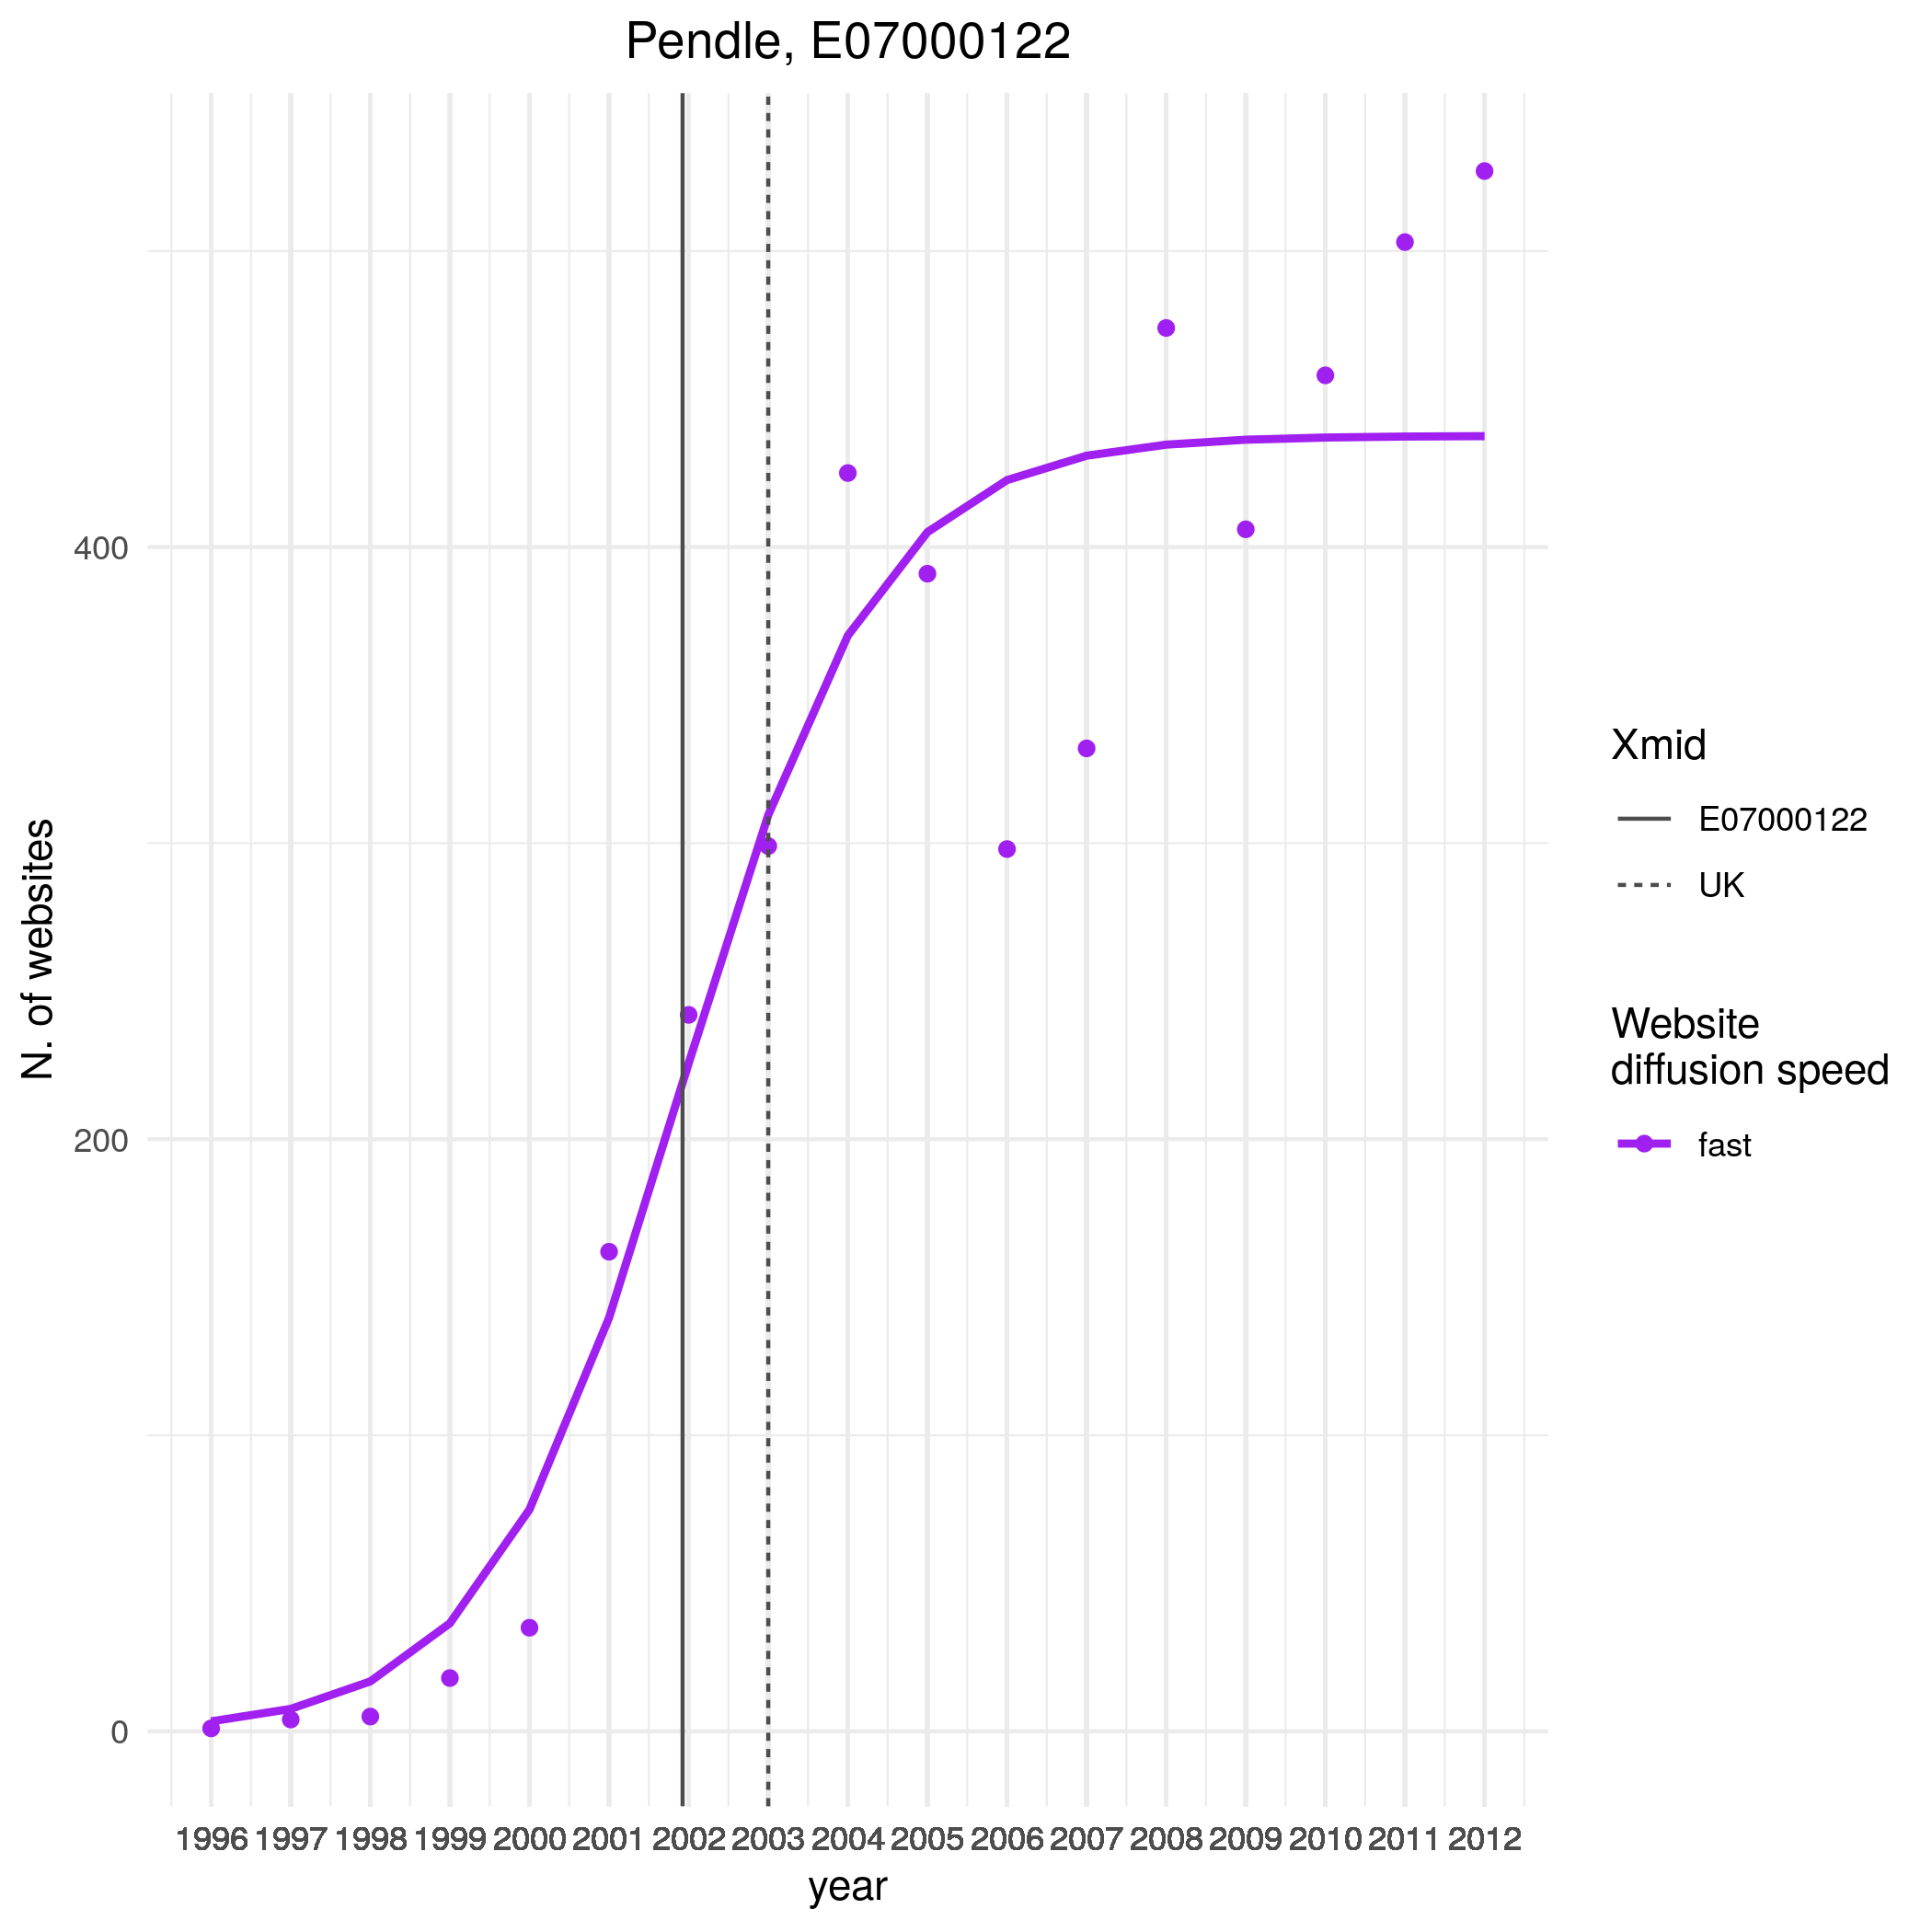 Pendle, E07000122
N. of websites
400
200
0
1996 1997 1998 1999 2000 2001 2002 2003 2004 2005 2006 2007 2008 2009 2010 2011 2012
year
Xmid
E07000122
UK
Website
diffusion speed
fast